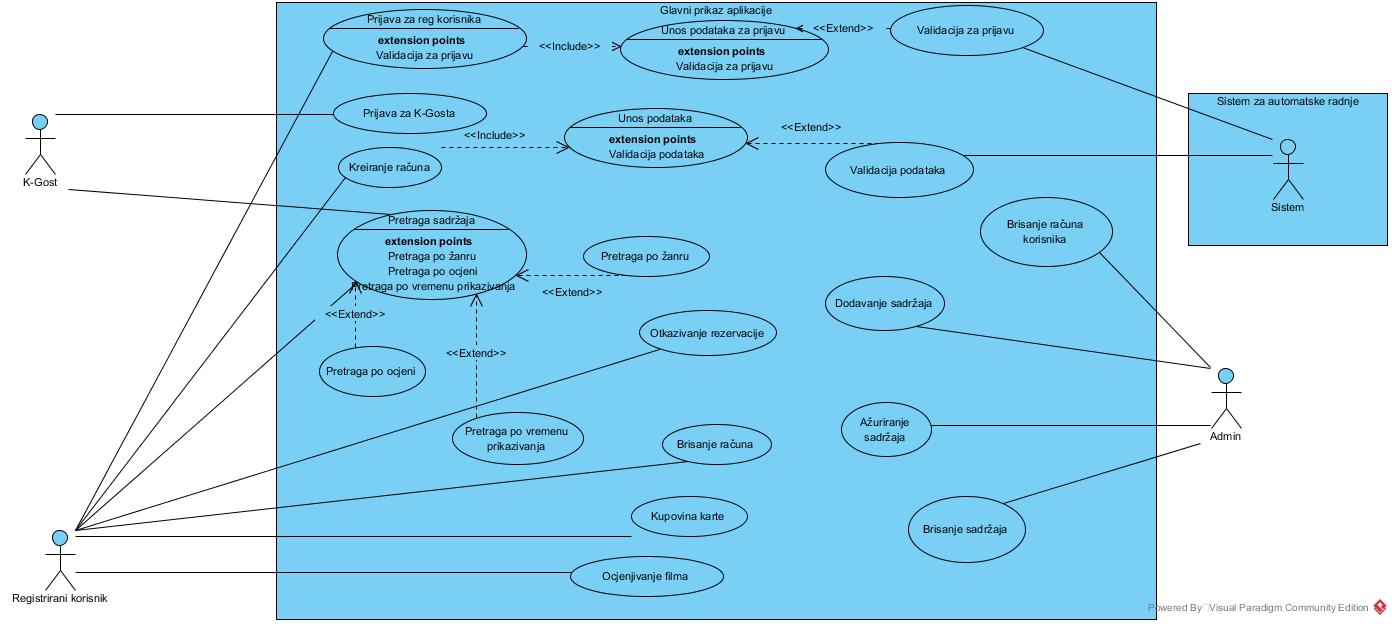 Glavni prikaz aplikacije
Prijava za reg korisnika
extension points
Validacija za prijavu
<<Include>>
Unos podataka za prijavu
extension points
Validacija za prijavu
<<Extend>>
Validacija za prijavu
Sistem za automatske radnje
Sistem
K-Gost
Prijava za K-Gosta
<<Include>>
Kreiranje računa
Unos podataka
extension points
Validacija podataka
<<Extend>>
Validacija podataka
Pretraga sadržaja
extension points
Pretraga po žanru
Pretraga po ocjeni
Pretraga po vremenu prikazivanja
Pretraga po žanru
<<Extend>>
Brisanje računa
korisnika
Dodavanje sadržaja
<<Extend>>
Otkazivanje rezervacije
<<Extend>>
Pretraga po ocjeni
Pretraga po vremenu
prikazivanja
Brisanje računa
Ažuriranje
sadržaja
Admin
Kupovina karte
Brisanje sadržaja
Ocjenjivanje filma
Registrirani korisnik
Powered By Visual Paradigm Community Edition